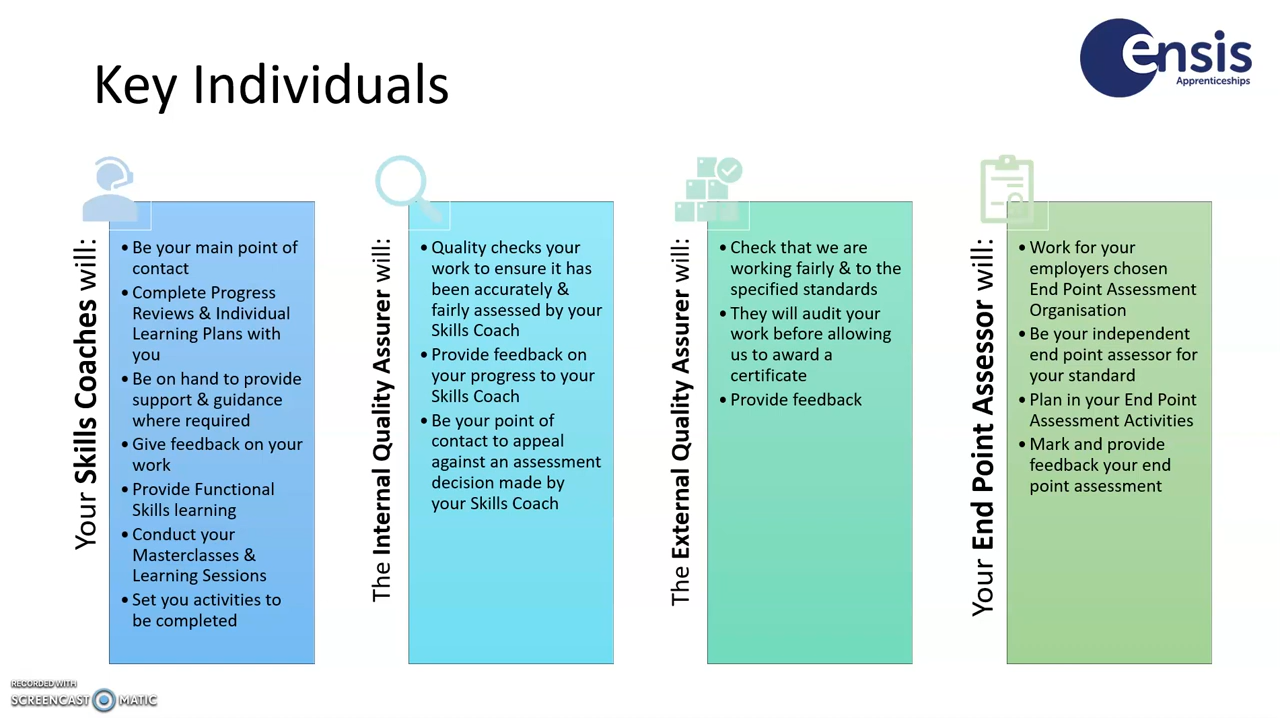 Key Individuals
ensis
Apprenticeships
Your Skills Coaches will:
• Be your main point of
contact
• Complete Progress
Reviews & Individual
Learning Plans with
you
• Be on hand to provide
support & guidance
where required
• Give feedback on your
work
• Provide Functional
Skills learning
• Conduct your
Masterclasses &
Learning Sessions
• Set you activities to
be completed
The Internal Quality Assurer will:
• Quality checks your
work to ensure it has
been accurately &
fairly assessed by your
Skills Coach
• Provide feedback on
your progress to your
Skills Coach
• Be your point of
contact to appeal
against an assessment
decision made by
your Skills Coach
The External Quality Assurer will:
• Check that we are
working fairly & to the
specified standards
• They will audit your
work before allowing
us to award a
certificate
• Provide feedback
Your End Point Assessor will:
• Work for your
employers chosen
End Point Assessment
Organisation
• Be your independent
end point assessor for
your standard
• Plan in your End Point
Assessment Activities
• Mark and provide
feedback your end
point assessment
RECORDED WITH
SCREENCAST MATIC